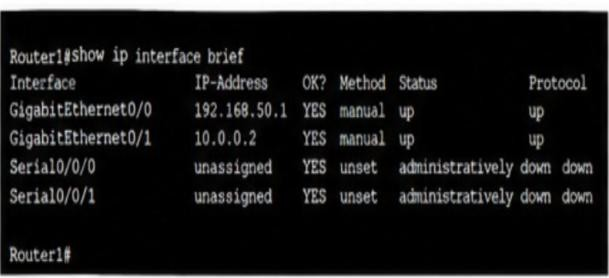 Router1#show ip interface brief
Interface IP-Address OK? Method Status Protocol
GigabitEthernet0/0 192.168.50.1 YES manual up up
GigabitEthernet0/1 10.0.0.2 YES manual up up
Serial0/0/0 unassigned YES unset administratively down down
Serial0/0/1 unassigned YES unset administratively down down
Router1#